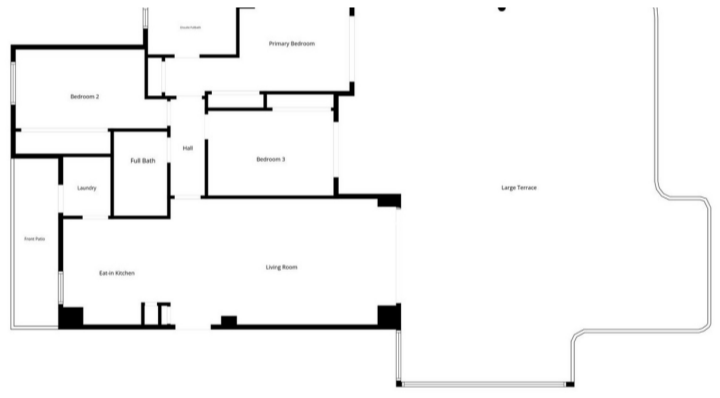 Primary Bedroom
Bedroom 2
Hall
Full Bath
Bedroom 3
Laundry
Large Terrace
Front Patio
Eat-in Kitchen
Living Room